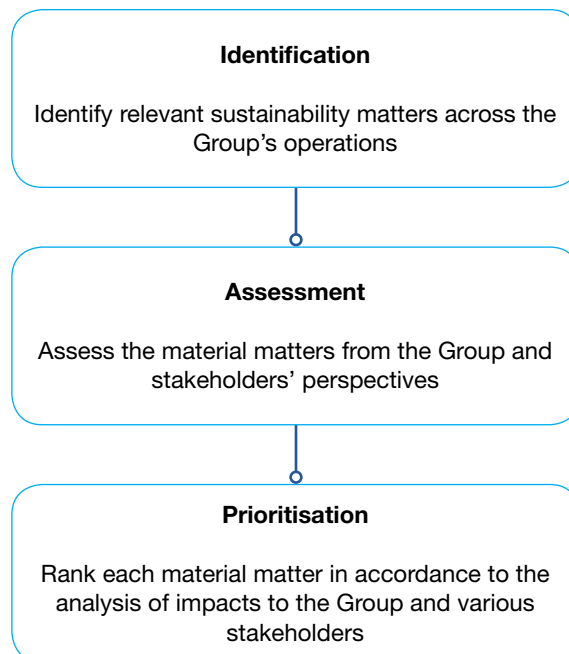 Identification
Identify relevant sustainability matters across the
Group’s operations
Assessment
Assess the material matters from the Group and
stakeholders’ perspectives
Prioritisation
Rank each material matter in accordance to the
analysis of impacts to the Group and various
stakeholders